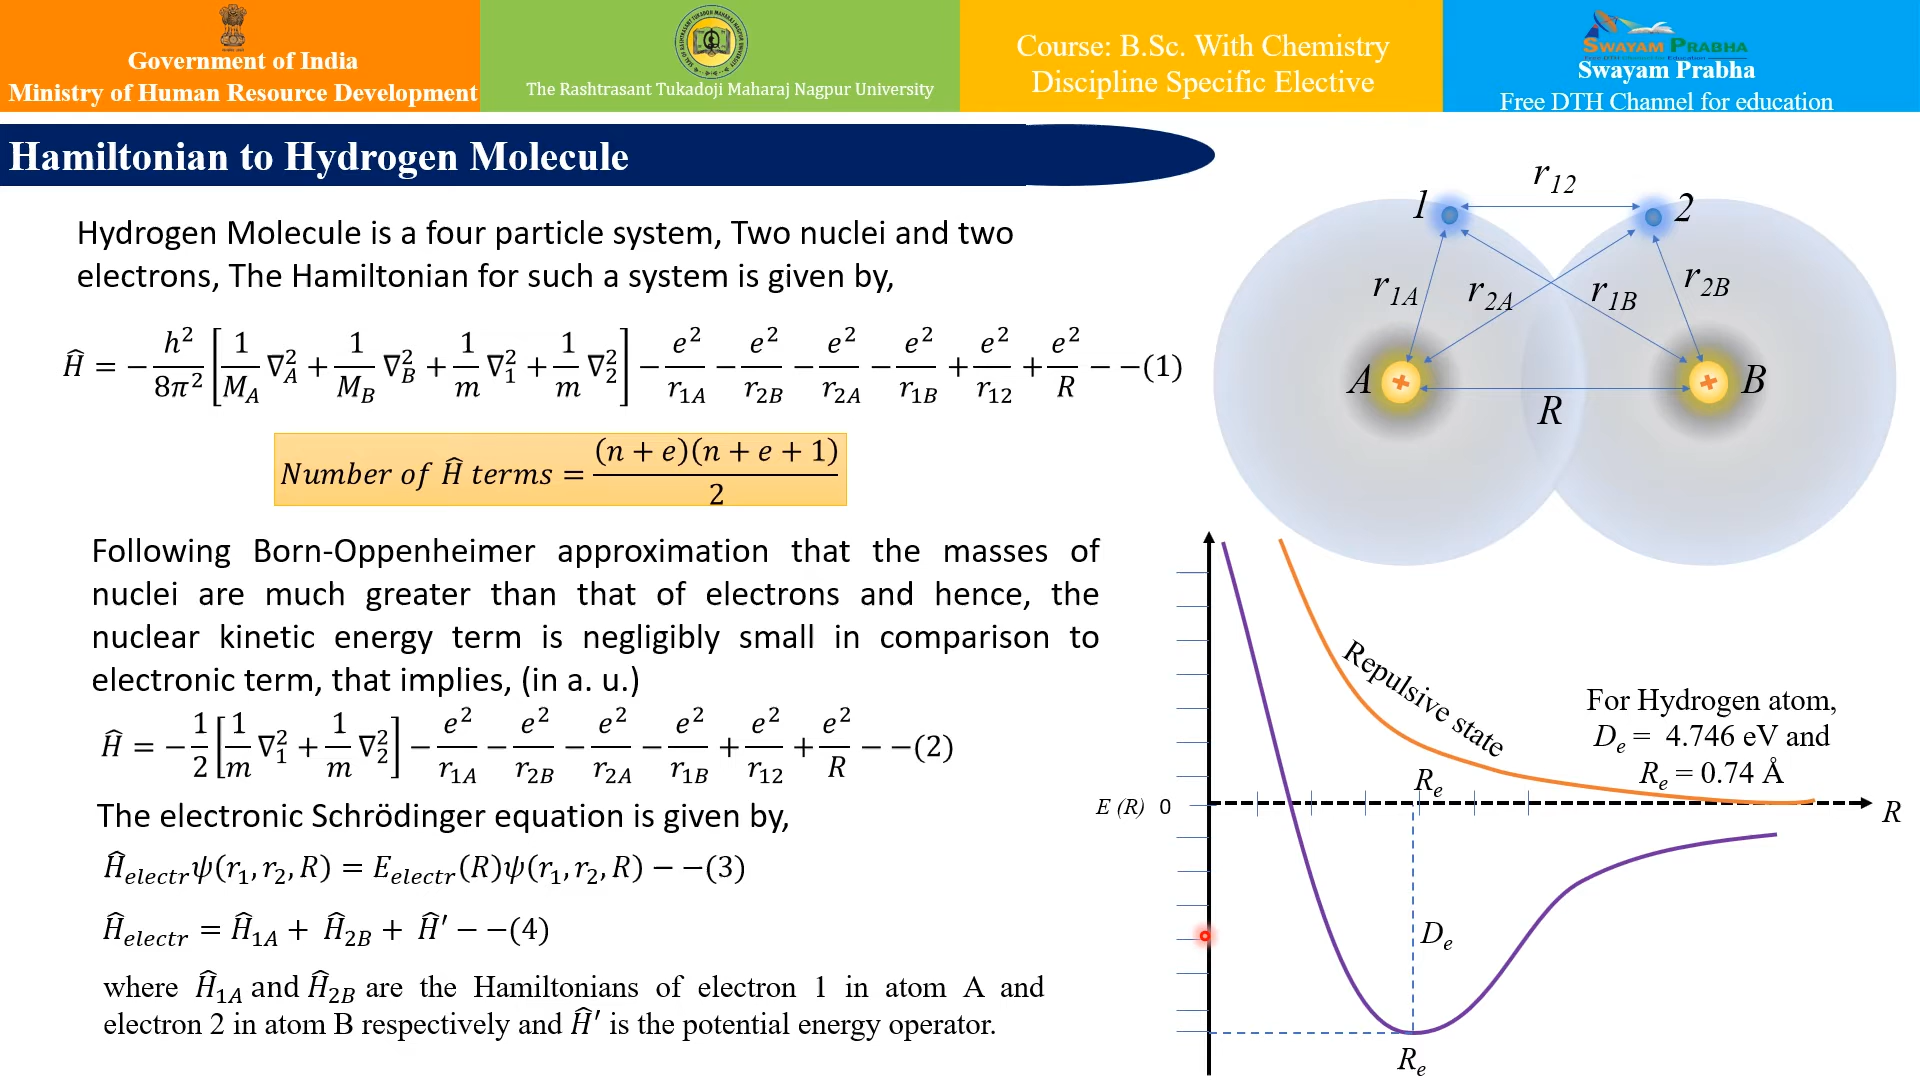 Government of India
Ministry of Human Resource Development
The Rashtrasant Tukadoji Maharaj Nagpur University
Course: B.Sc. With Chemistry
Discipline Specific Elective
SWAYAM PRABHA
Swayam Prabha
Free DTH Channel for education
Hamiltonian to Hydrogen Molecule
Hydrogen Molecule is a four particle system, Two nuclei and two
electrons, The Hamiltonian for such a system is given by,
Ĥ = −h²/8π² [1/M_A ∇²_A + 1/M_B ∇²_B + 1/m ∇²_1 + 1/m ∇²_2] − e²/r_1A − e²/r_2B − e²/r_2A − e²/r_1B + e²/r_12 + e²/R − −(1)
Number of Ĥ terms = (n + e)(n + e + 1)/2
Following Born-Oppenheimer approximation that the masses of
nuclei are much greater than that of electrons and hence, the
nuclear kinetic energy term is negligibly small in comparison to
electronic term, that implies, (in a. u.)
Ĥ = −1/2 [1/m ∇²_1 + 1/m ∇²_2] − e²/r_1A − e²/r_2B − e²/r_2A − e²/r_1B + e²/r_12 + e²/R − −(2)
The electronic Schrödinger equation is given by,
Ĥ_electr ψ(r_1, r_2, R) = E_electr(R)ψ(r_1, r_2, R) − −(3)
Ĥ_electr = Ĥ_1A + Ĥ_2B + Ĥ′ − −(4)
where Ĥ_1A and Ĥ_2B are the Hamiltonians of electron 1 in atom A and
electron 2 in atom B respectively and Ĥ′ is the potential energy operator.
r_12
1
2
r_1A
r_2A
r_1B
r_2B
A
B
R
Repulsive state
For Hydrogen atom,
D_e = 4.746 eV and
R_e = 0.74 Å
R_e
E (R) 0
R
D_e
R_e